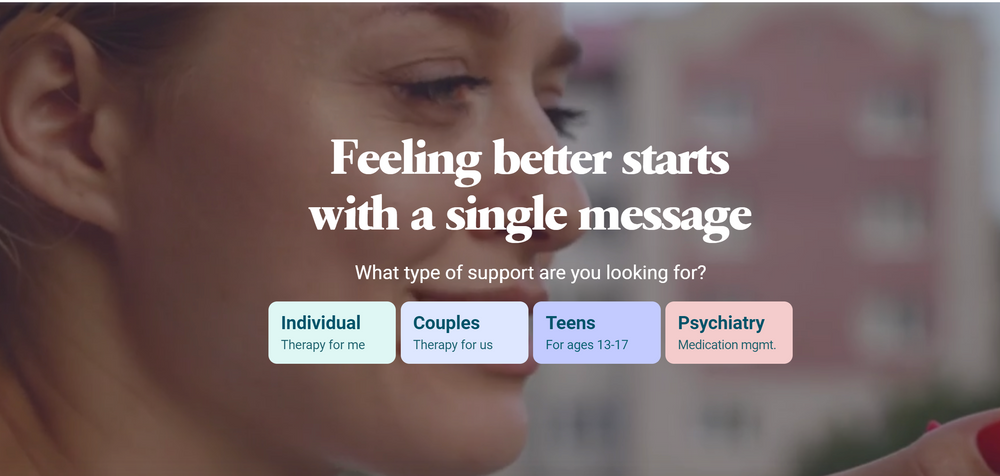 Feeling better starts
with a single message
What type of support are you looking for?
Individual
Therapy for me
Couples
Therapy for us
Teens
For ages 13-17
Psychiatry
Medication mgmt.